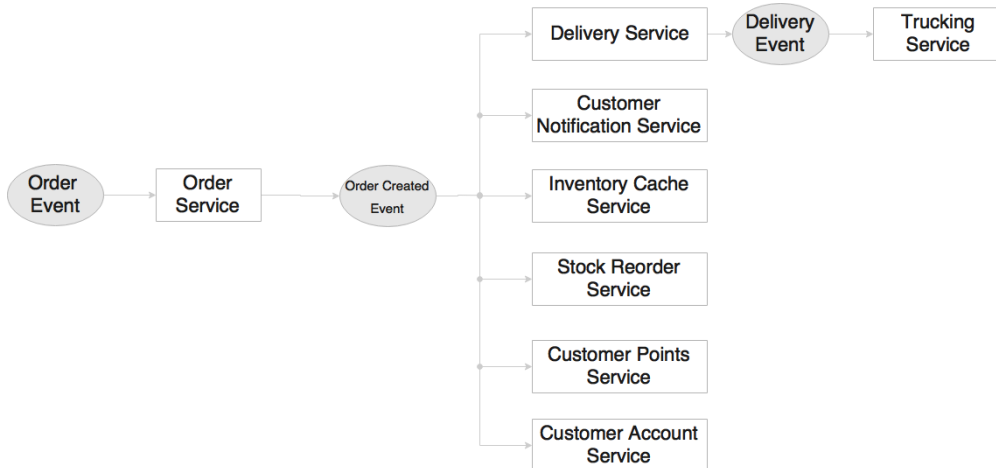 Delivery Service
Delivery
Event
Trucking
Service
Customer
Notification Service
Order
Event
Order
Service
Order Created
Event
Inventory Cache
Service
Stock Reorder
Service
Customer Points
Service
Customer Account
Service